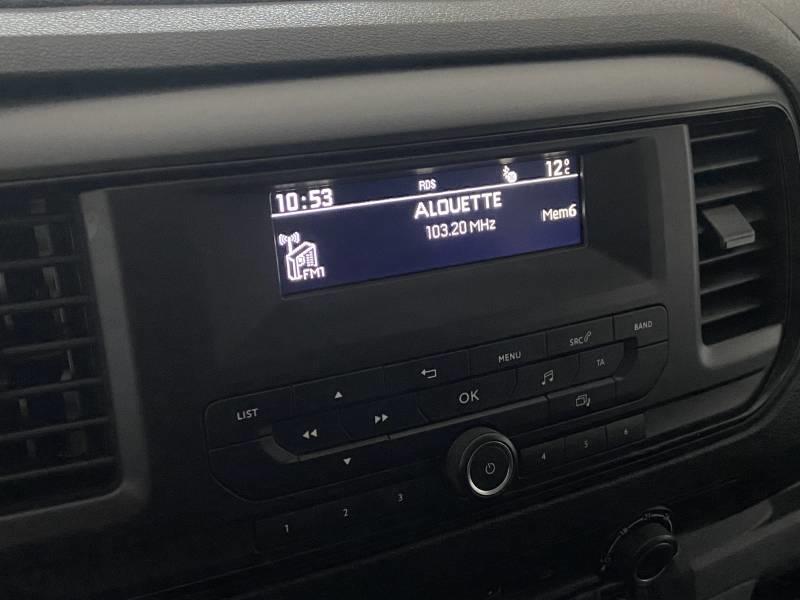 10:53 RDS 12°C
ALOUETTE
103.20 MHz Mem6
FM1
LIST MENU SRC BAND
OK TA
1 2 3 4 5 6